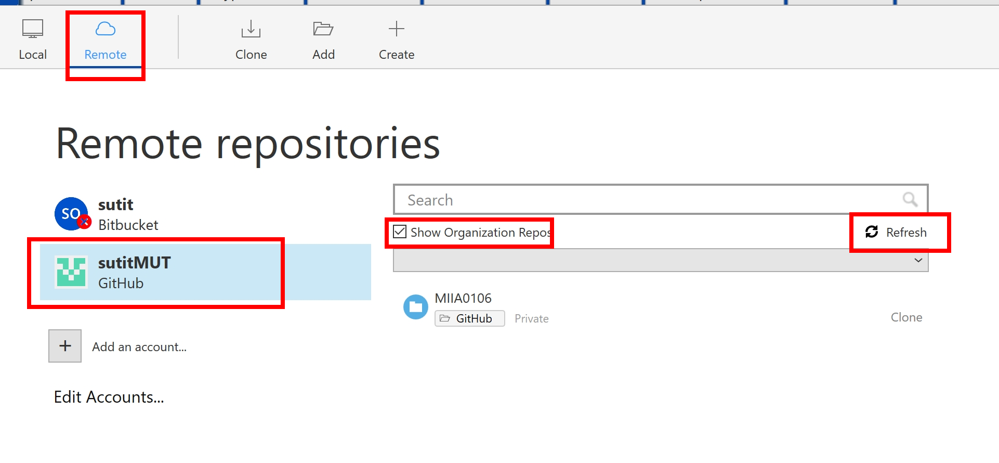 Local
Remote
Clone
Add
Create
Remote repositories
SO
sutit
Bitbucket
sutitMUT
GitHub
Add an account...
Edit Accounts...
Search
Show Organization Repos
Refresh
MIIA0106
GitHub
Private
Clone